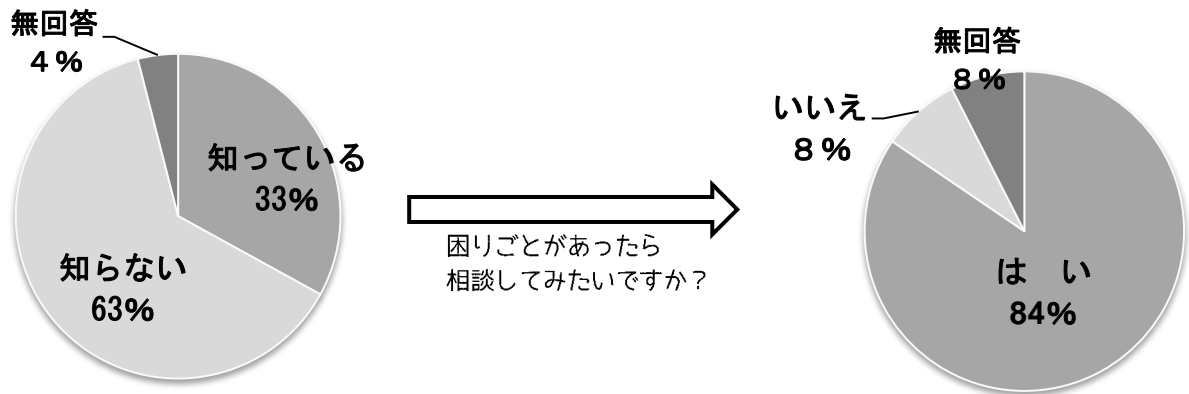 無回答
４％
知っている
33％
知らない
63％
困りごとがあったら
相談してみたいですか？
無回答
８％
いいえ
８％
は　い
84％